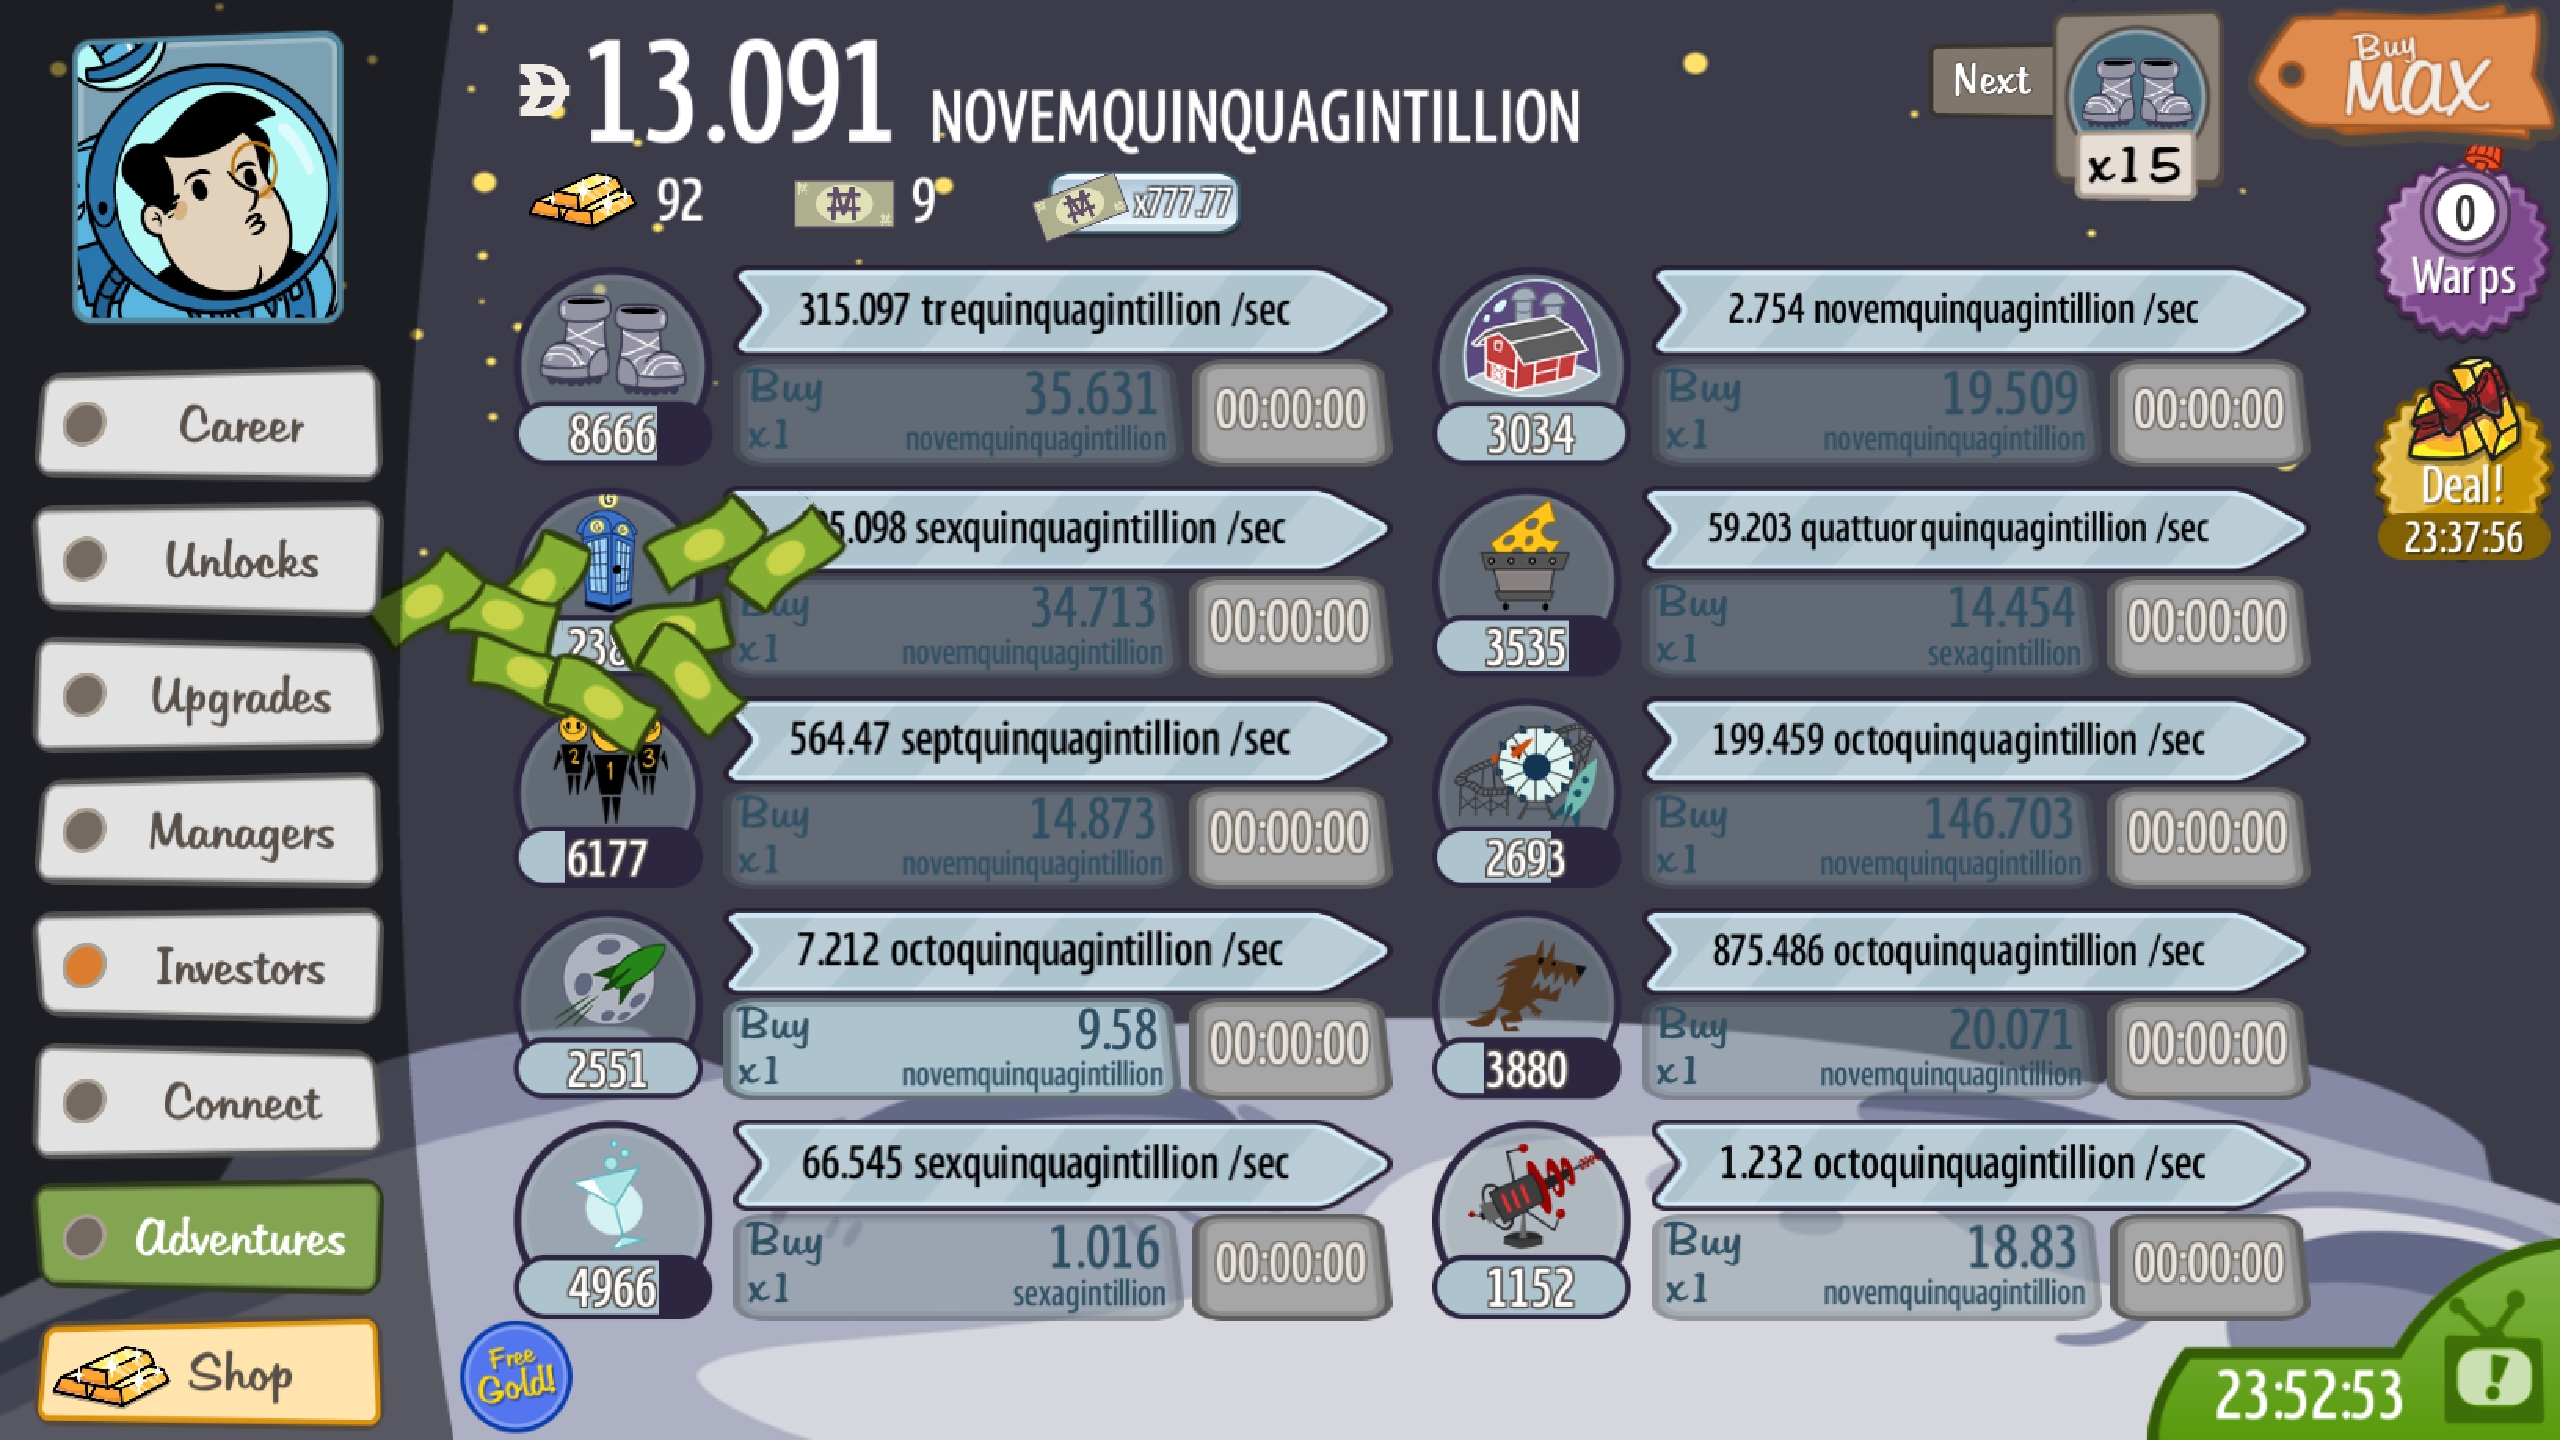 13.091 NOVEMQUINQUAGINTILLION
Next
x15
Buy
MAX
92
9
x777.77
0
Warps
Deal!
23:37:56
Career
Unlocks
Upgrades
Managers
Investors
Connect
Adventures
Shop
315.097 trequinquagintillion /sec
Buy 35.631
x1 novemquinquagintillion
00:00:00
8666
2.754 novemquinquagintillion /sec
Buy 19.509
x1 novemquinquagintillion
00:00:00
3034
G
G G
5.098 sexquinquagintillion /sec
Buy 34.713
x1 novemquinquagintillion
00:00:00
238
59.203 quattuorquinquagintillion /sec
Buy 14.454
x1 sexagintillion
00:00:00
3535
2 1 3
564.47 septquinquagintillion /sec
Buy 14.873
x1 novemquinquagintillion
00:00:00
6177
199.459 octoquinquagintillion /sec
Buy 146.703
x1 novemquinquagintillion
00:00:00
2693
7.212 octoquinquagintillion /sec
Buy 9.58
x1 novemquinquagintillion
00:00:00
2551
875.486 octoquinquagintillion /sec
Buy 20.071
x1 novemquinquagintillion
00:00:00
3880
66.545 sexquinquagintillion /sec
Buy 1.016
x1 sexagintillion
00:00:00
4966
1.232 octoquinquagintillion /sec
Buy 18.83
x1 novemquinquagintillion
00:00:00
1152
Free
Gold!
23:52:53
!